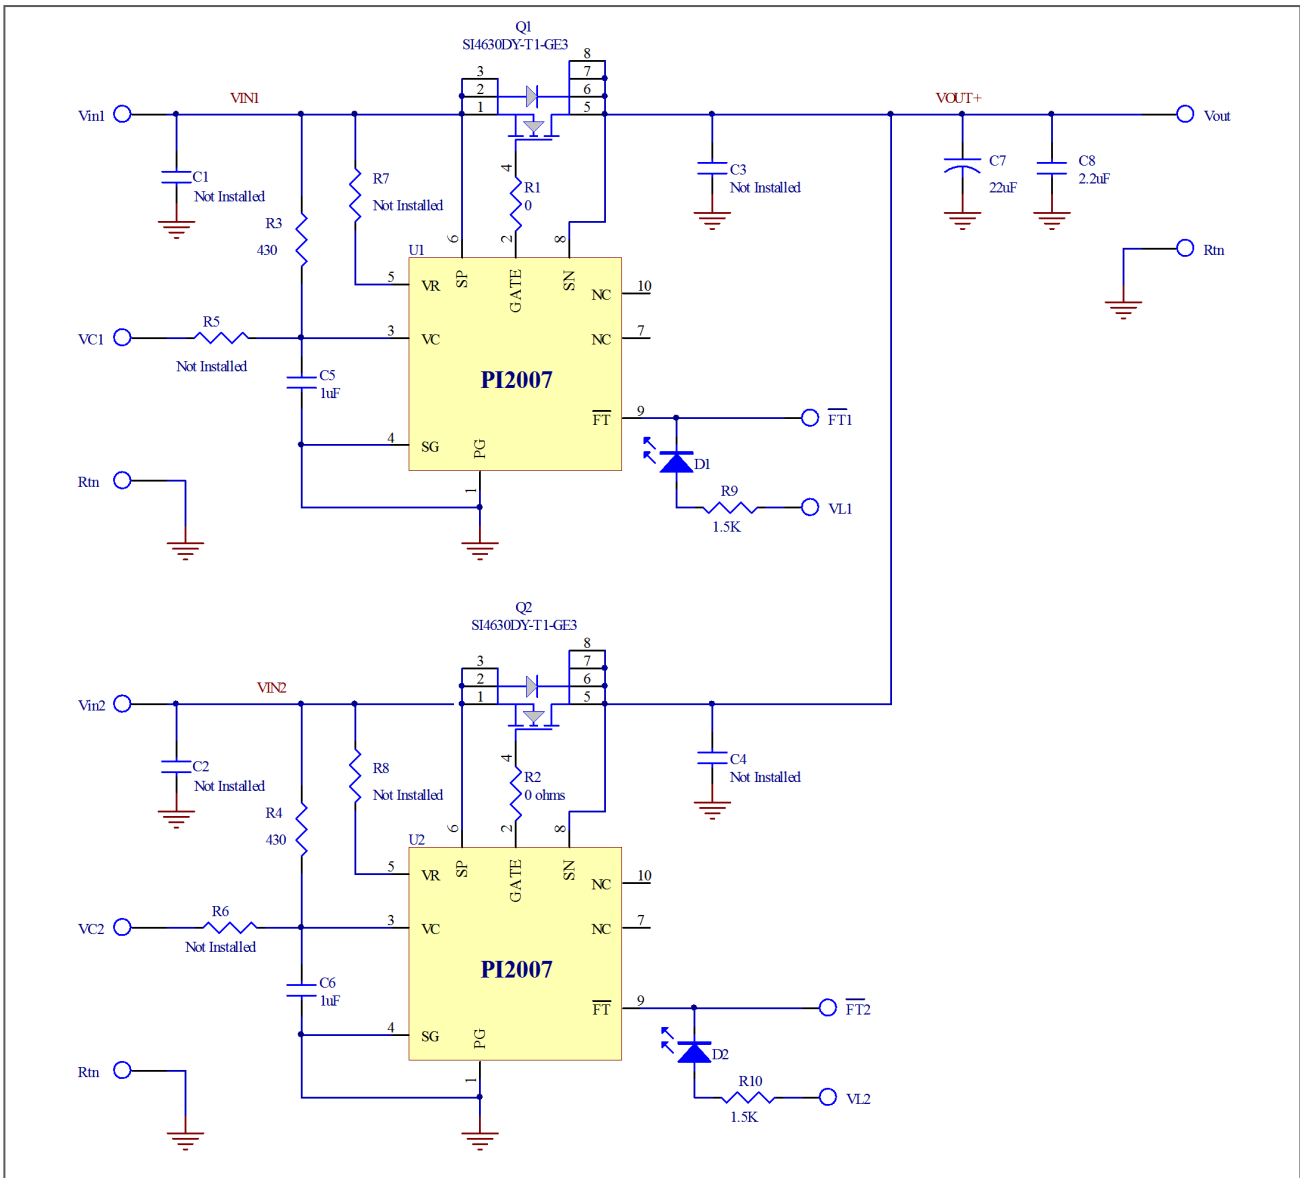 Q1
SI4630DY-T1-GE3
8
3
7
2
6
1
5
VIN1
VOUT+
Vin1
Vout
C1
Not Installed
R7
Not Installed
4
R1
0
C3
Not Installed
C7
22uF
C8
2.2uF
R3
430
6
2
8
U1
Rtn
5
VR
SP
GATE
SN
NC
10
VC1
R5
Not Installed
3
VC
NC
7
C5
1uF
PI2007
FT
9
FT1
4
SG
PG
D1
Rtn
1
R9
1.5K
VL1
Q2
SI4630DY-T1-GE3
8
3
7
2
6
1
5
VIN2
Vin2
C2
Not Installed
R8
Not Installed
4
R2
0 ohms
C4
Not Installed
R4
430
6
2
8
U2
5
VR
SP
GATE
SN
NC
10
VC2
R6
Not Installed
3
VC
NC
7
C6
1uF
PI2007
FT
9
FT2
4
SG
PG
D2
Rtn
1
R10
1.5K
VL2